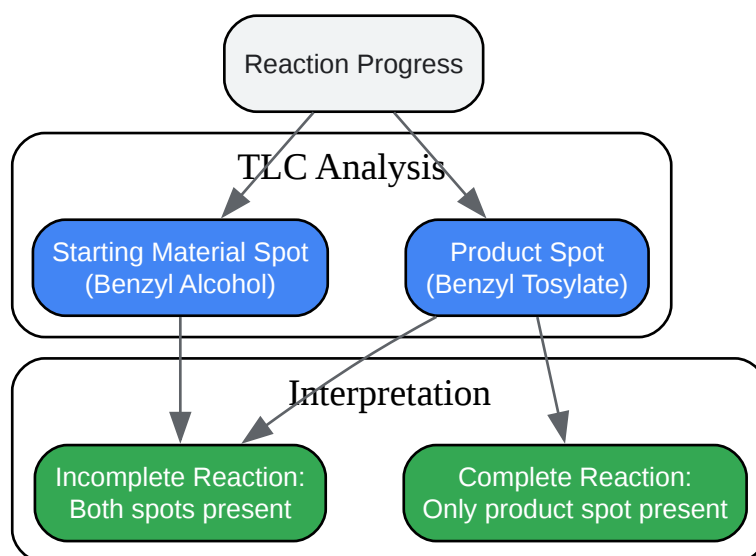 Reaction Progress
TLC Analysis
Starting Material Spot
(Benzyl Alcohol)
Product Spot
(Benzyl Tosylate)
Interpretation
Incomplete Reaction:
Both spots present
Complete Reaction:
Only product spot present